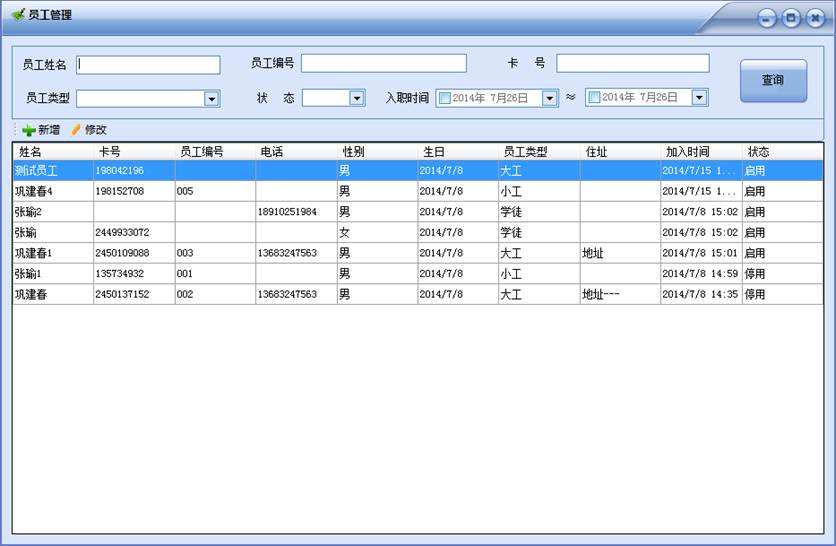 员工管理
员工姓名 员工编号 卡 号 查询
员工类型 状 态 入职时间 2014年 7月26日 ≈ 2014年 7月26日
新增 修改
姓名 卡号 员工编号 电话 性别 生日 员工类型 住址 加入时间 状态
测试员工 198042196 男 2014/7/8 大工 2014/7/15 1... 启用
巩建春4 198152708 005 男 2014/7/8 小工 2014/7/15 1... 启用
张瑜2 18910251984 男 2014/7/8 学徒 2014/7/8 15:02 启用
张瑜 2449933072 女 2014/7/8 学徒 2014/7/8 15:02 启用
巩建春1 2450109088 003 13683247563 男 2014/7/8 大工 地址 2014/7/8 15:01 启用
张瑜1 135734932 001 男 2014/7/8 小工 2014/7/8 14:59 停用
巩建春 2450137152 002 13683247563 男 2014/7/8 大工 地址--- 2014/7/8 14:35 停用